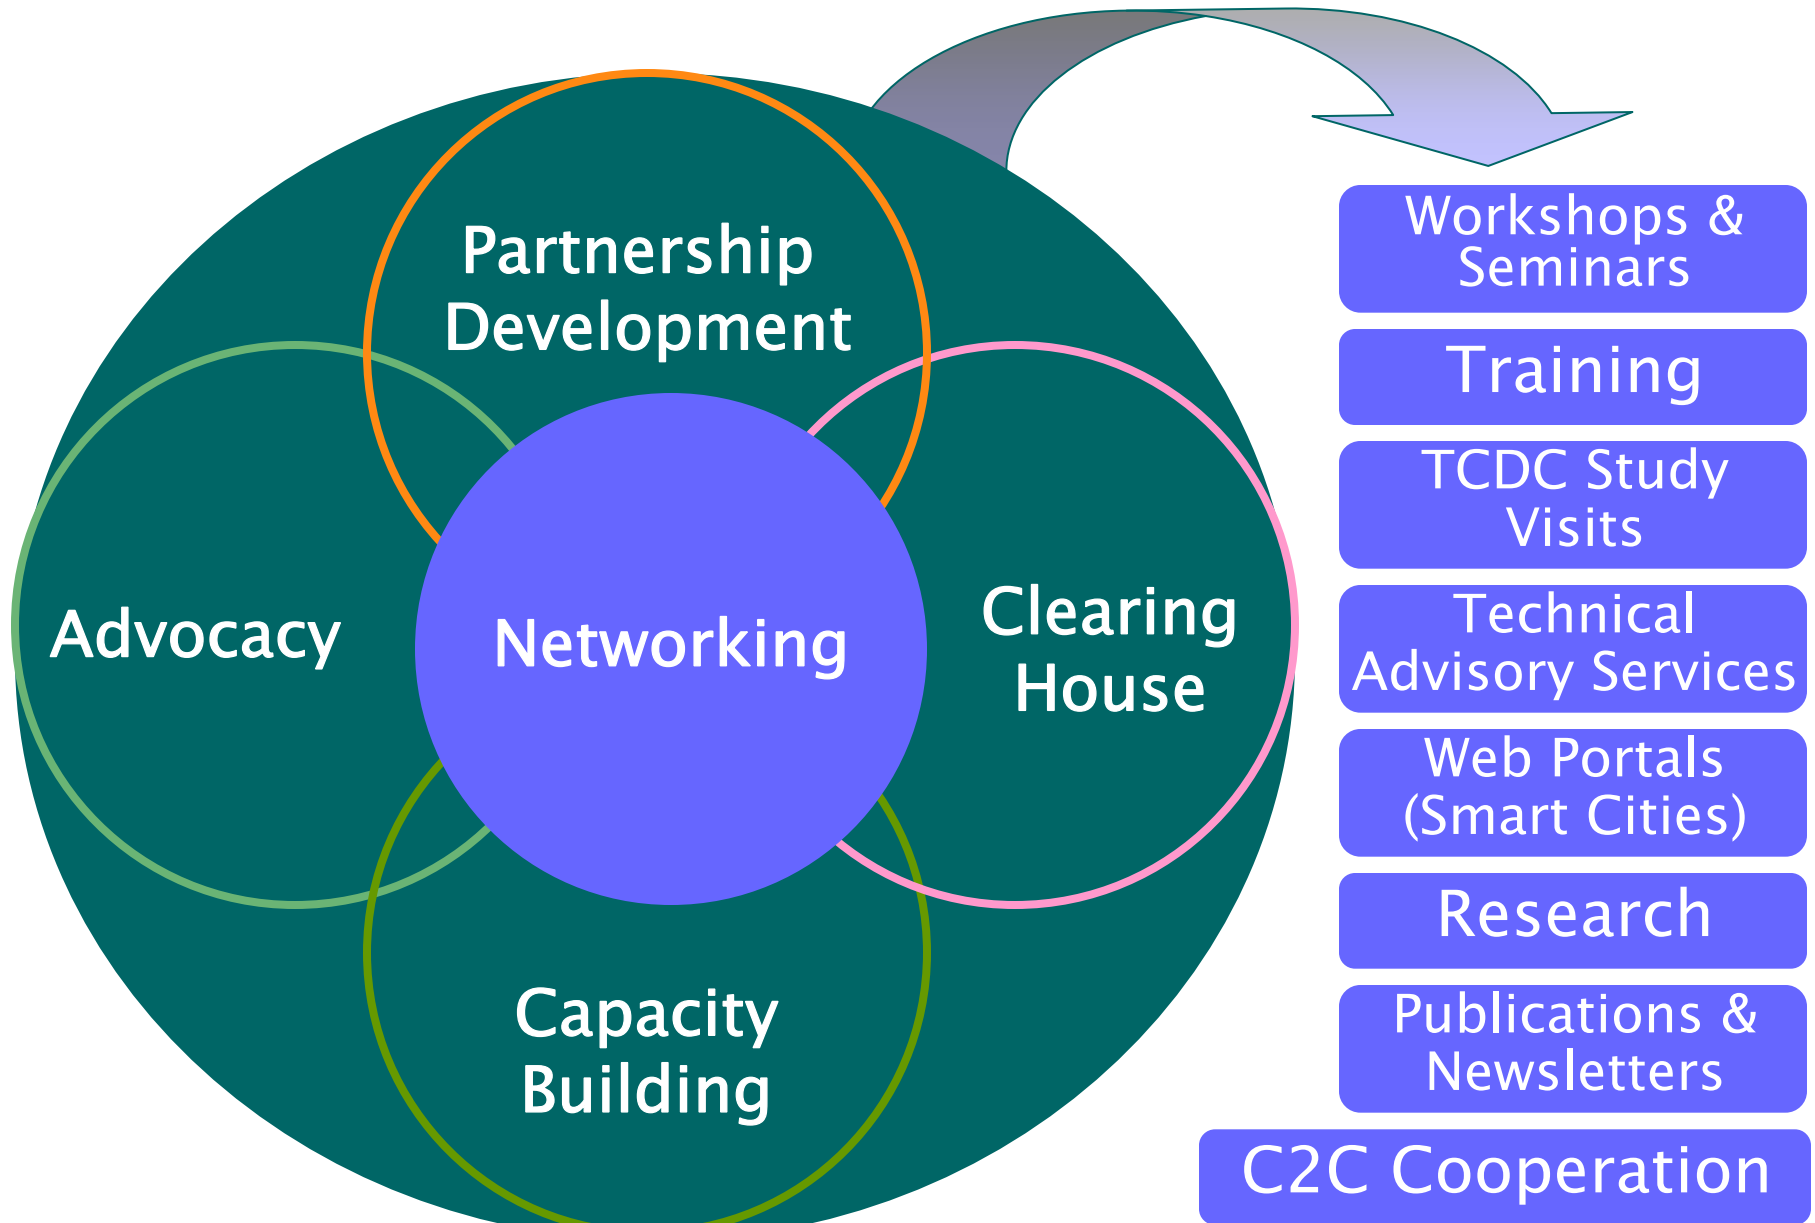 Partnership
Development
Advocacy
Networking
Clearing
House
Capacity
Building
Workshops &
Seminars
Training
TCDC Study
Visits
Technical
Advisory Services
Web Portals
(Smart Cities)
Research
Publications &
Newsletters
C2C Cooperation